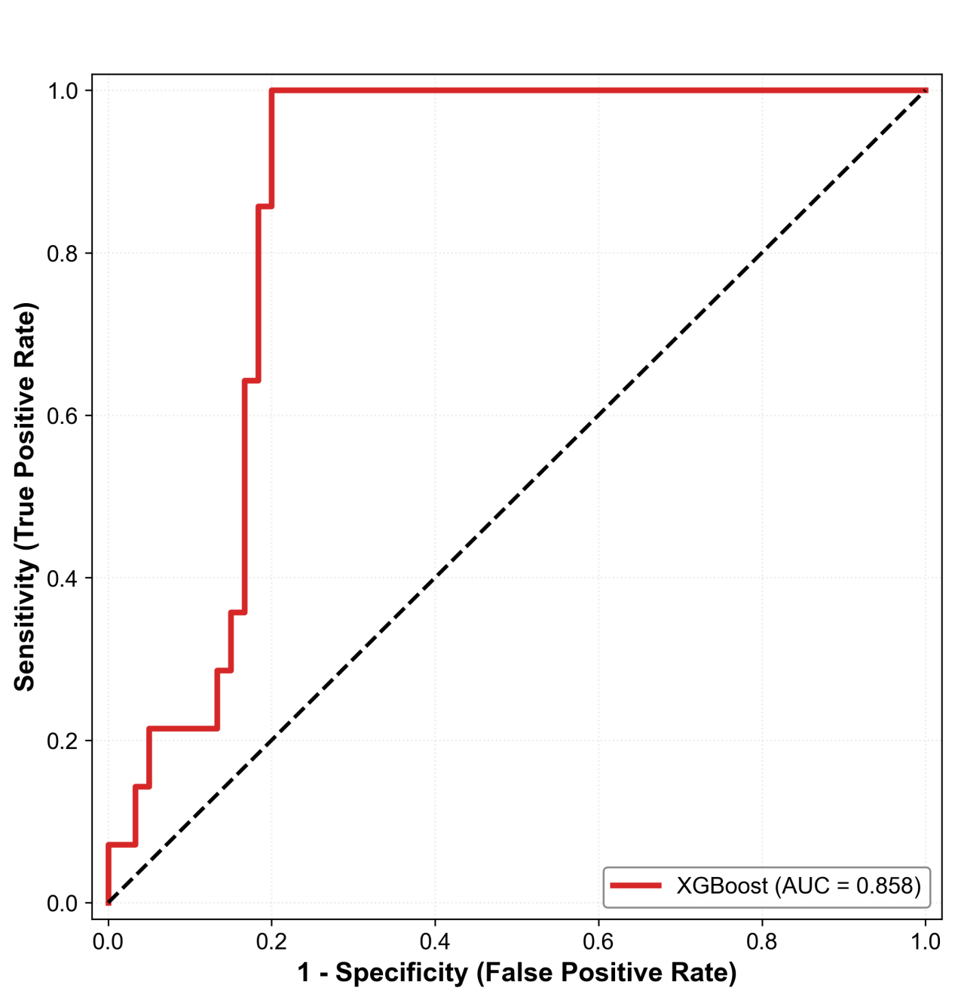 1.0
0.8
0.6
0.4
0.2
0.0
Sensitivity (True Positive Rate)
XGBoost (AUC = 0.858)
0.0 0.2 0.4 0.6 0.8 1.0
1 - Specificity (False Positive Rate)